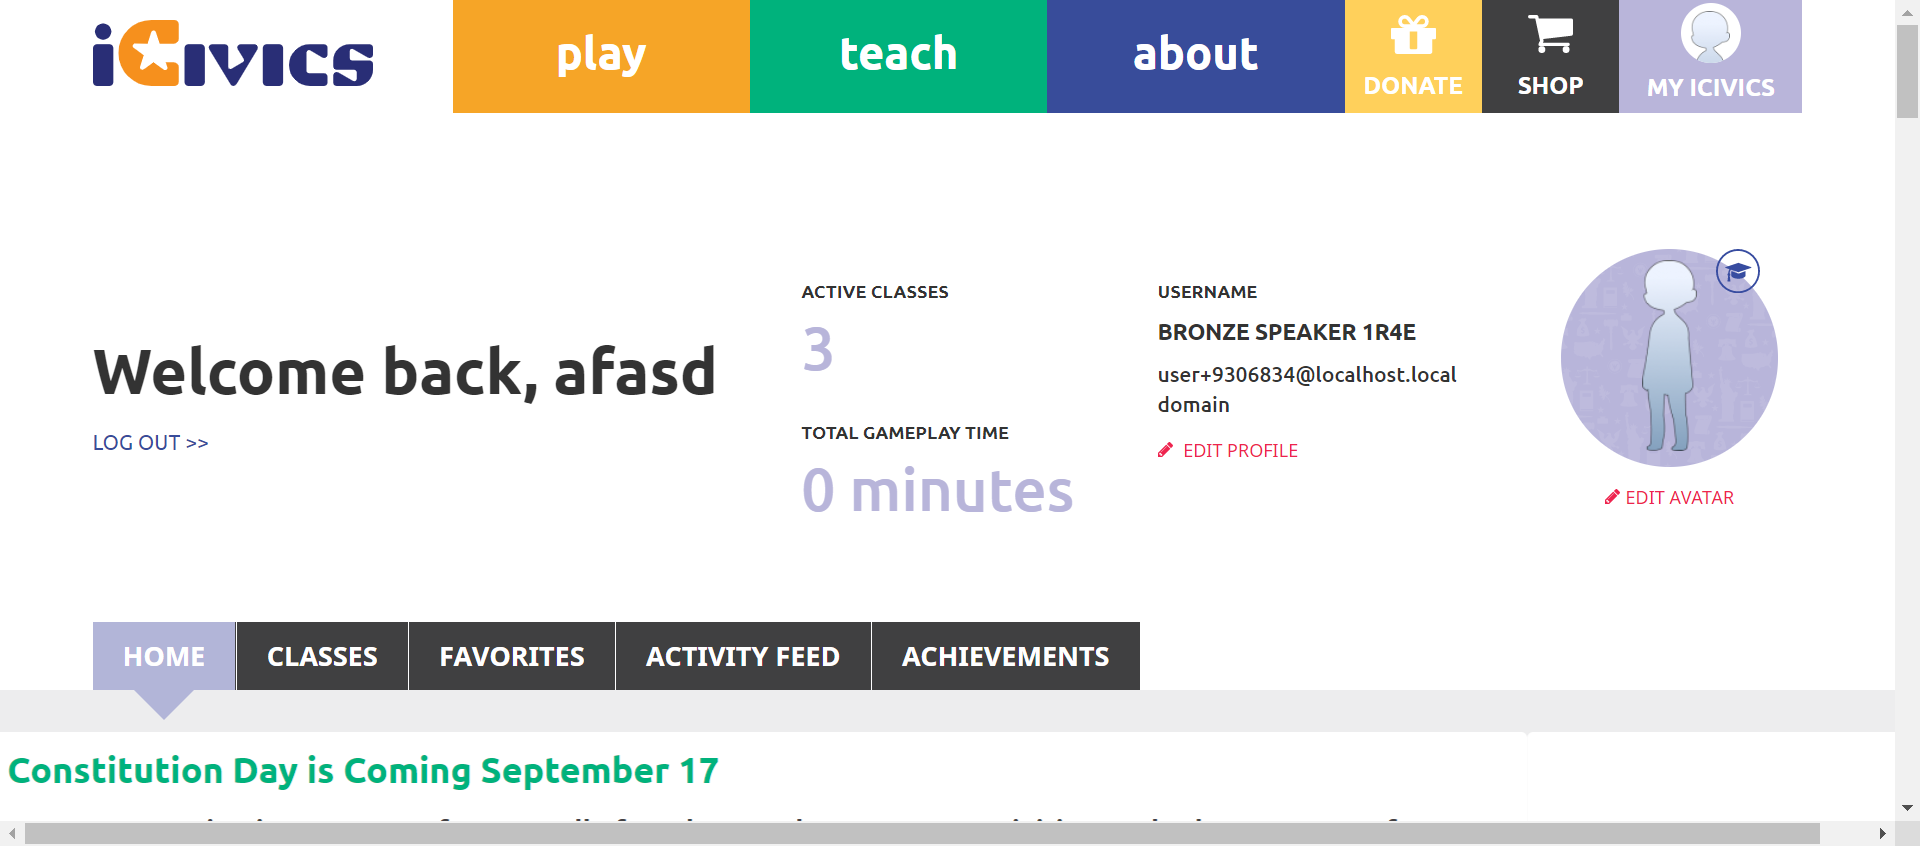 iCivics
play
teach
about
DONATE
SHOP
MY ICIVICS
Welcome back, afasd
LOG OUT >>
ACTIVE CLASSES
3
TOTAL GAMEPLAY TIME
0 minutes
USERNAME
BRONZE SPEAKER 1R4E
user+9306834@localhost.local
domain
EDIT PROFILE
EDIT AVATAR
HOME
CLASSES
FAVORITES
ACTIVITY FEED
ACHIEVEMENTS
Constitution Day is Coming September 17